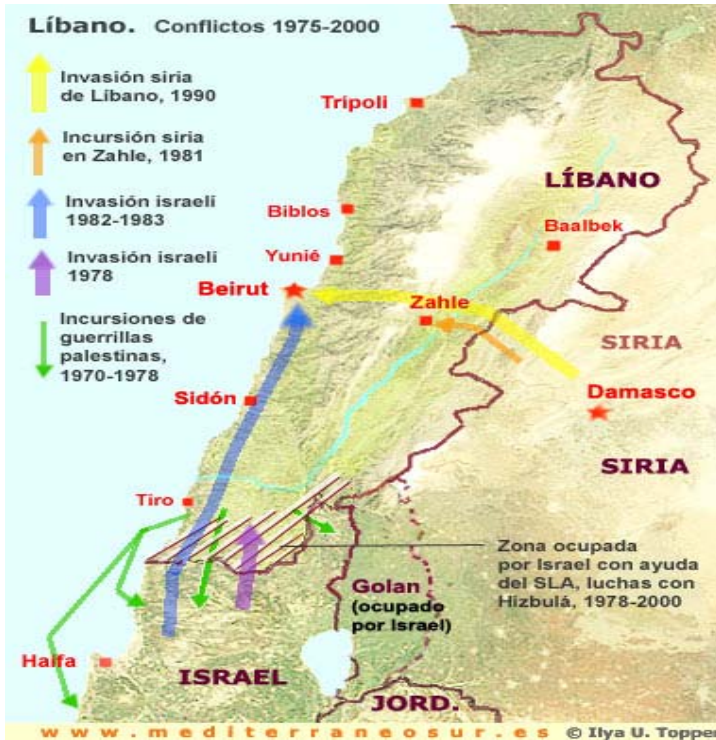 Líbano. Conflictos 1975-2000
Invasión siria
de Líbano, 1990
Incursión siria
en Zahle, 1981
Invasión israelí
1982-1983
Invasión israelí
1978
Incursiones de
guerrillas
palestinas,
1970-1978
Trípoli
LÍBANO
Biblos
Baalbek
Yunié
Beirut
Zahle
SIRIA
Damasco
Sidón
SIRIA
Tiro
Zona ocupada
por Israel con ayuda
del SLA, luchas con
Hizbulá, 1978-2000
Golan
(ocupado
por Israel)
Haifa
ISRAEL
JORD.
www.mediterraneosur.es © Ilya U. Topper